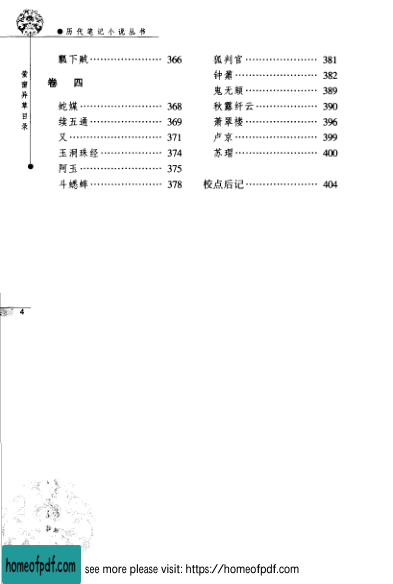 ●历代笔记小说丛书
萤窗异草目录
瓢下贼 366
卷 四
蛇媒 368
续五通 369
又 371
玉洞珠经 374
阿玉 375
斗蟋蟀 378
狐判官 381
钟鼒 382
鬼无颏 389
秋露纤云 390
萧翠楼 396
卢京 399
苏瑁 400
校点后记 404
4
homeofpdf.com
see more please visit: https://homeofpdf.com